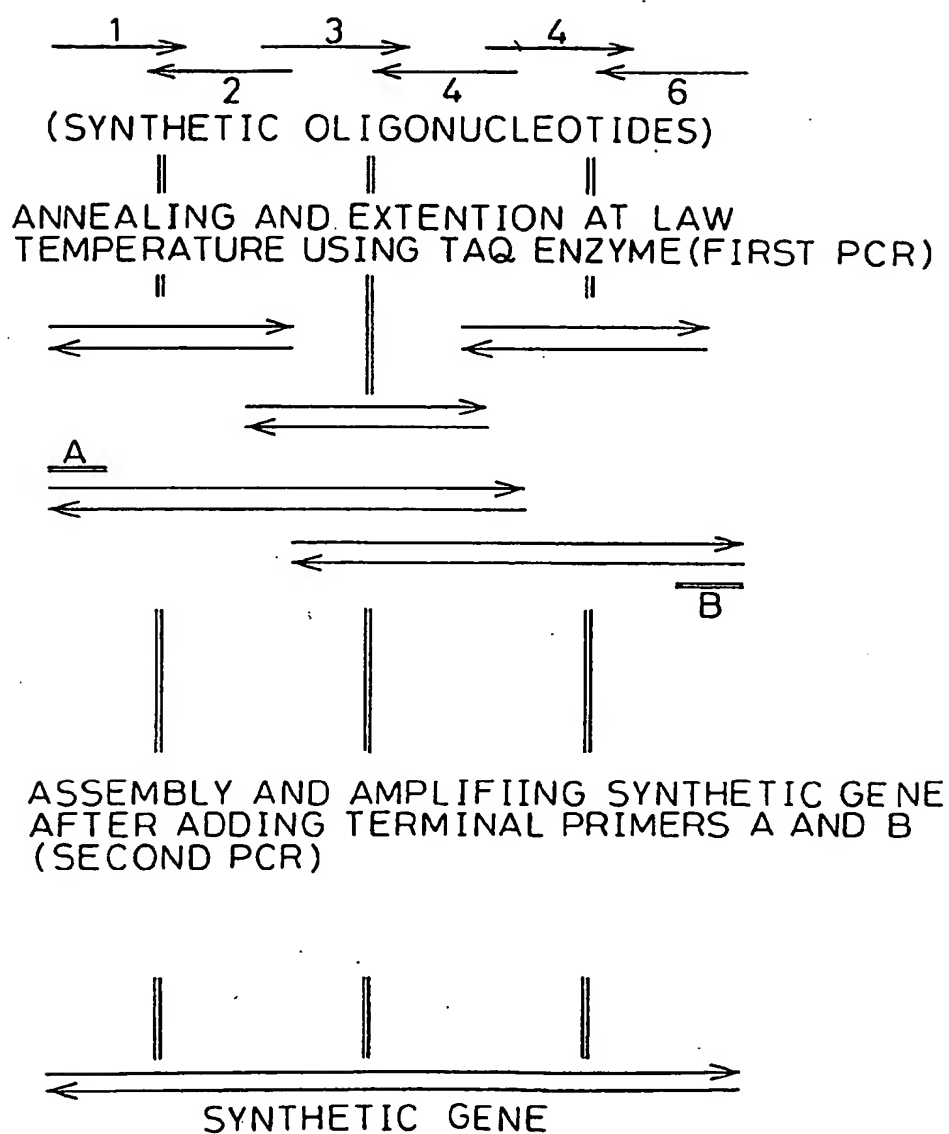 1 3 4
2 4 6
(SYNTHETIC OLIGONUCLEOTIDES)
ANNEALING AND EXTENTION AT LAW
TEMPERATURE USING TAQ ENZYME(FIRST PCR)
A
B
ASSEMBLY AND AMPLIFIING SYNTHETIC GENE
AFTER ADDING TERMINAL PRIMERS A AND B
(SECOND PCR)
SYNTHETIC GENE